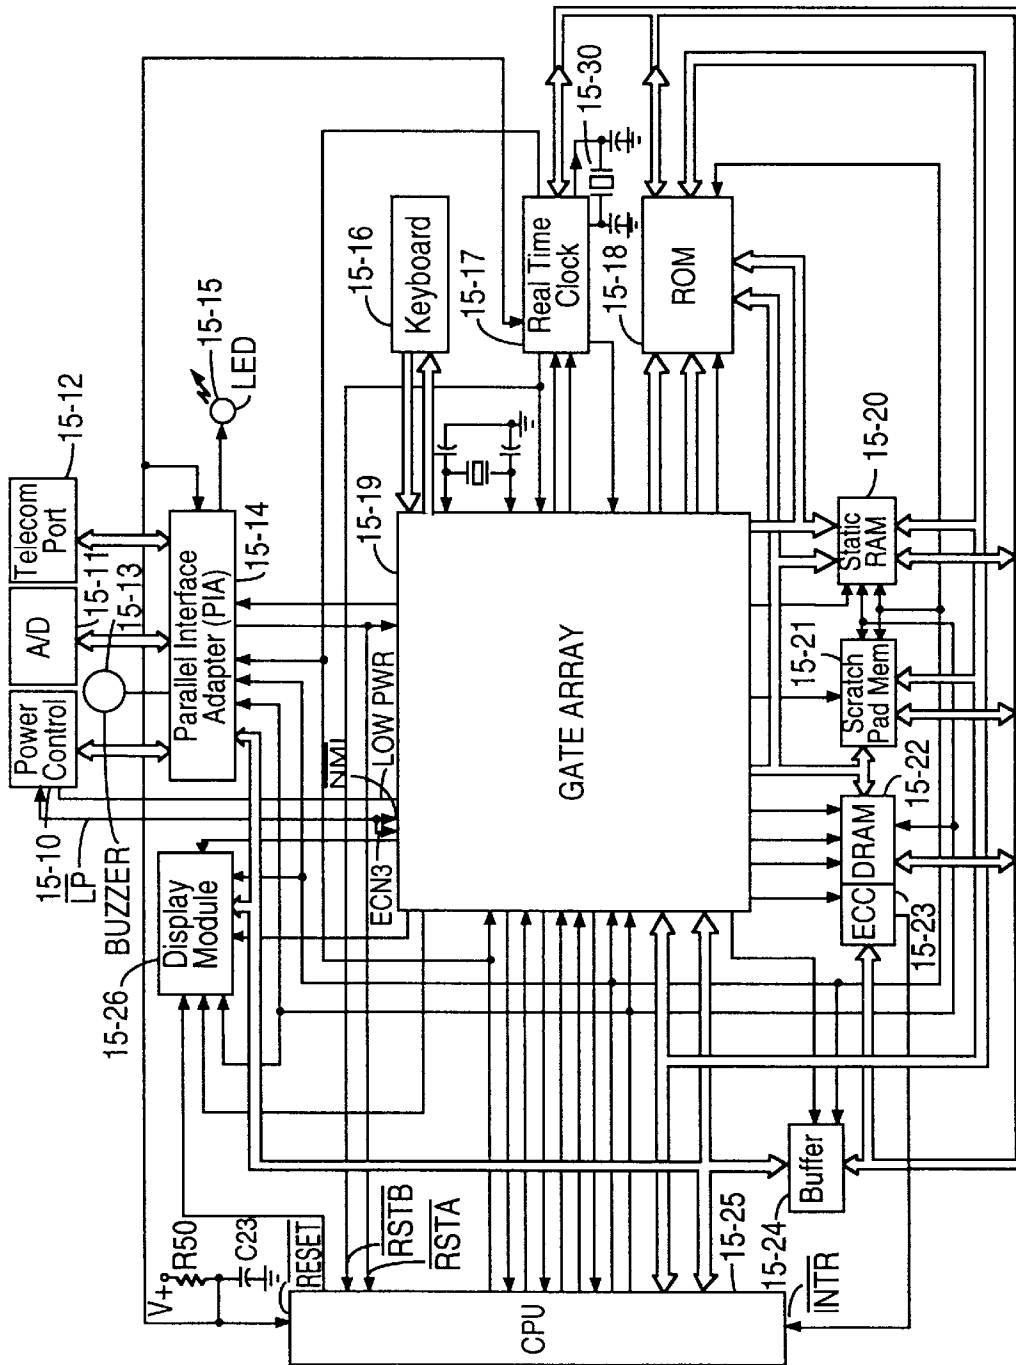 Telecom
Port
15-12
A/D
15-11
15-13
Power
Control
15-10
LP
BUZZER
Parallel Interface
Adapter (PIA)
15-14
15-15
LED
Display
Module
15-26
ECN3
NMI
LOW PWR
Keyboard
15-16
Real Time
Clock
15-17
15-30
ROM
15-18
GATE ARRAY
15-19
Static
RAM
15-20
Scratch
Pad Mem
15-21
DRAM
15-22
ECC
15-23
Buffer
15-24
CPU
15-25
V+
R50
C23
RESET
RSTB
RSTA
INTR